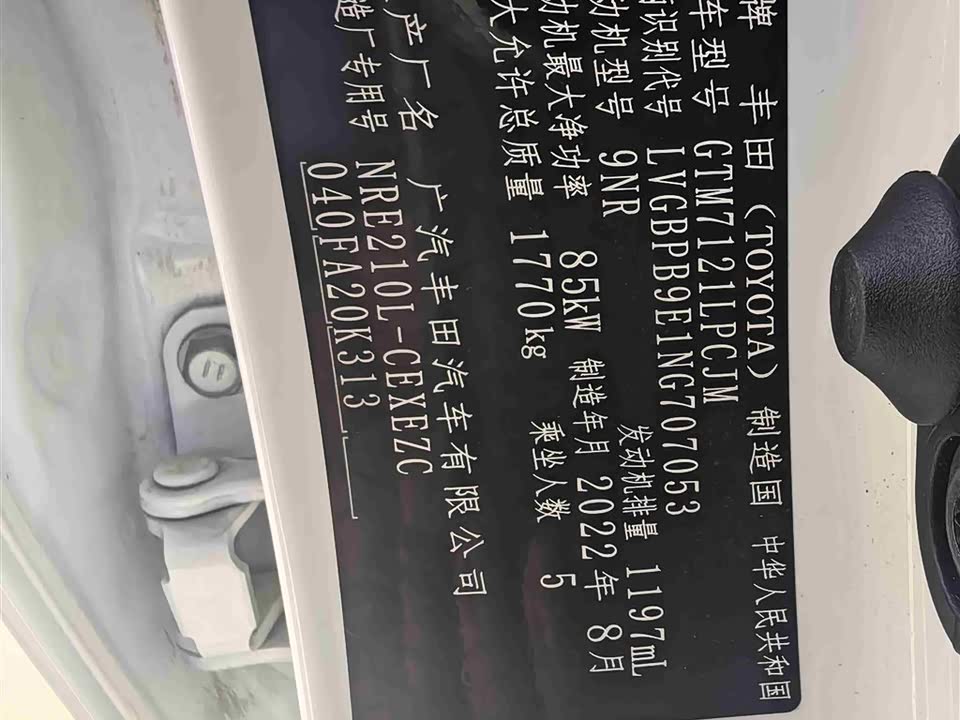 牌 丰田（TOYOTA） 制造国 中华人民共和国
车型号 GTM7121LPCJM
识别代号 LVGBPB9E1NG707053
动机型号 9NR 发动机排量 1197mL
动机最大净功率 85kW 制造年月 2022年8月
大允许总质量 1770kg 乘坐人数 5
产厂名 广汽丰田汽车有限公司
造厂专用号 NRE210L-CEXEZC
040FA20K313